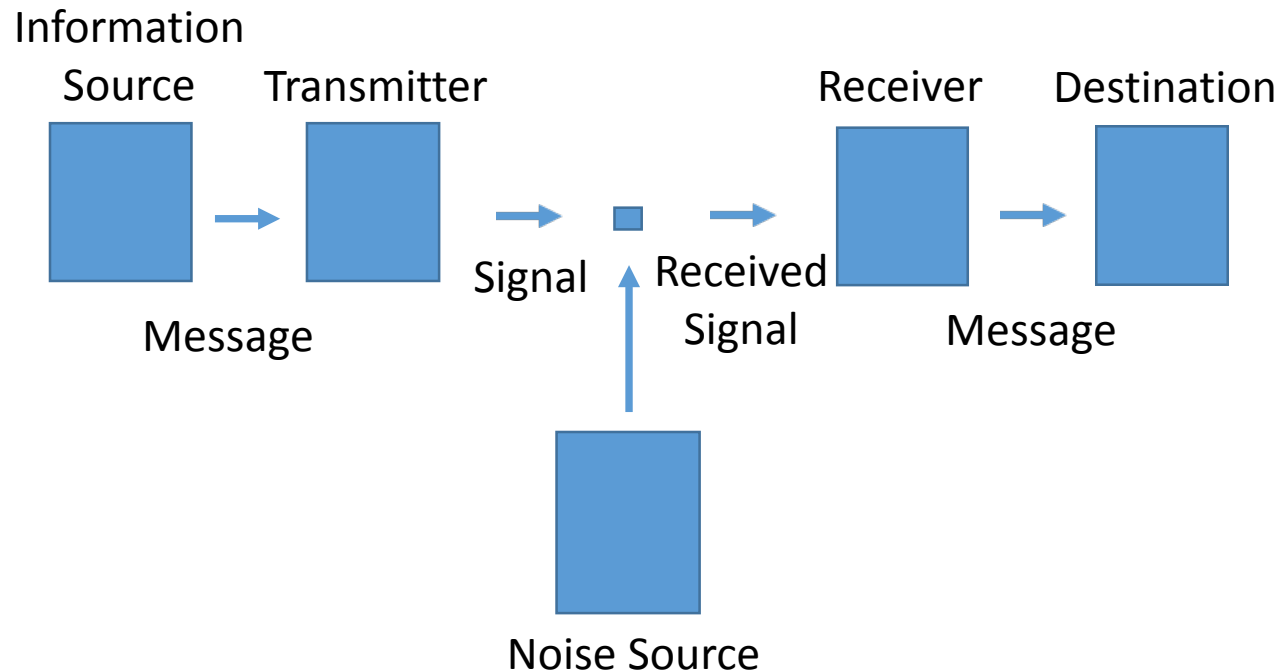 Information
Source
Transmitter
Receiver
Destination
Signal
Received
Signal
Message
Message
Noise Source